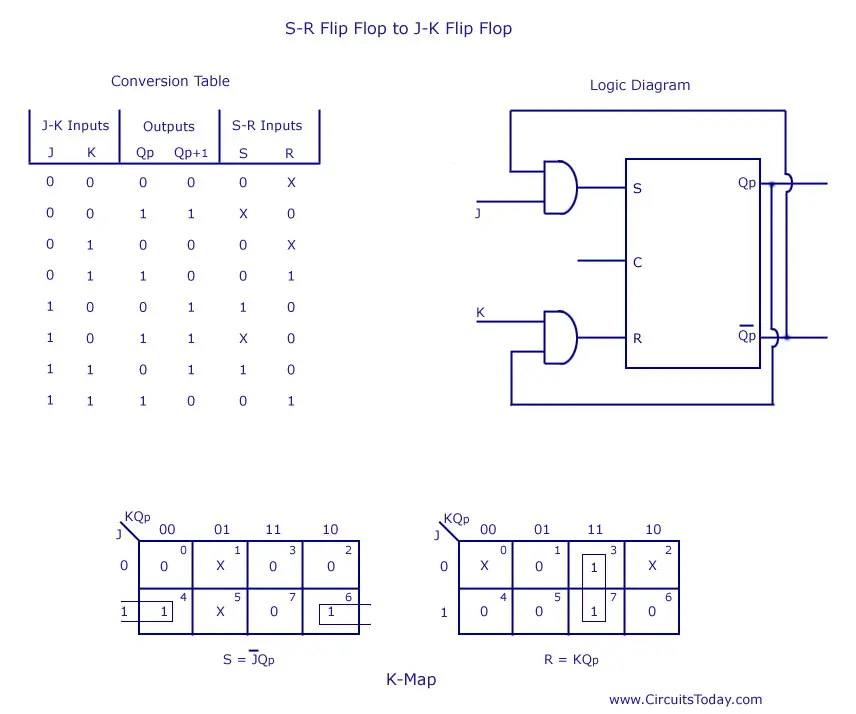 S-R Flip Flop to J-K Flip Flop
Conversion Table
J-K Inputs Outputs S-R Inputs
J K Qp Qp+1 S R
0 0 0 0 0 X
0 0 1 1 X 0
0 1 0 0 0 X
0 1 1 0 0 1
1 0 0 1 1 0
1 0 1 1 X 0
1 1 0 1 1 0
1 1 1 0 0 1
Logic Diagram
J
K
S
C
R
Qp
Q̅p
KQp
J
00 01 11 10
0 1 3 2
0 0 X 0 0
4 5 7 6
1 1 X 0 1
S = J̅Qp
KQp
J
00 01 11 10
0 1 3 2
0 X 0 1 X
4 5 7 6
1 0 0 1 0
R = KQp
K-Map
www.CircuitsToday.com